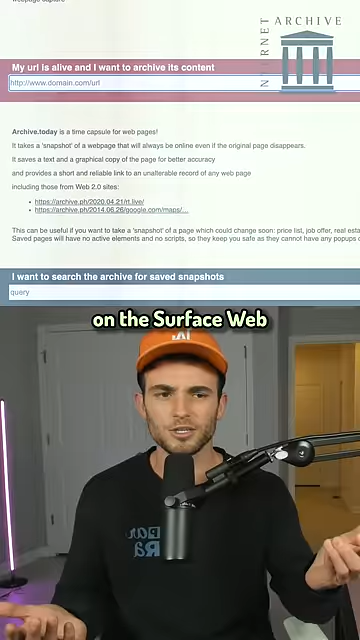 webpage capture
INTERNET ARCHIVE
My url is alive and I want to archive its content
http://www.domain.com/url
Archive.today is a time capsule for web pages!
It takes a 'snapshot' of a webpage that will always be online even if the original page disappears.
It saves a text and a graphical copy of the page for better accuracy
and provides a short and reliable link to an unalterable record of any web page
including those from Web 2.0 sites:
https://archive.ph/2020.04.21/rt.live/
https://archive.ph/2014.06.26/google.com/maps/...
This can be useful if you want to take a 'snapshot' of a page which could change soon: price list, job offer, real esta
Saved pages will have no active elements and no scripts, so they keep you safe as they cannot have any popups o
I want to search the archive for saved snapshots
query
on the Surface Web